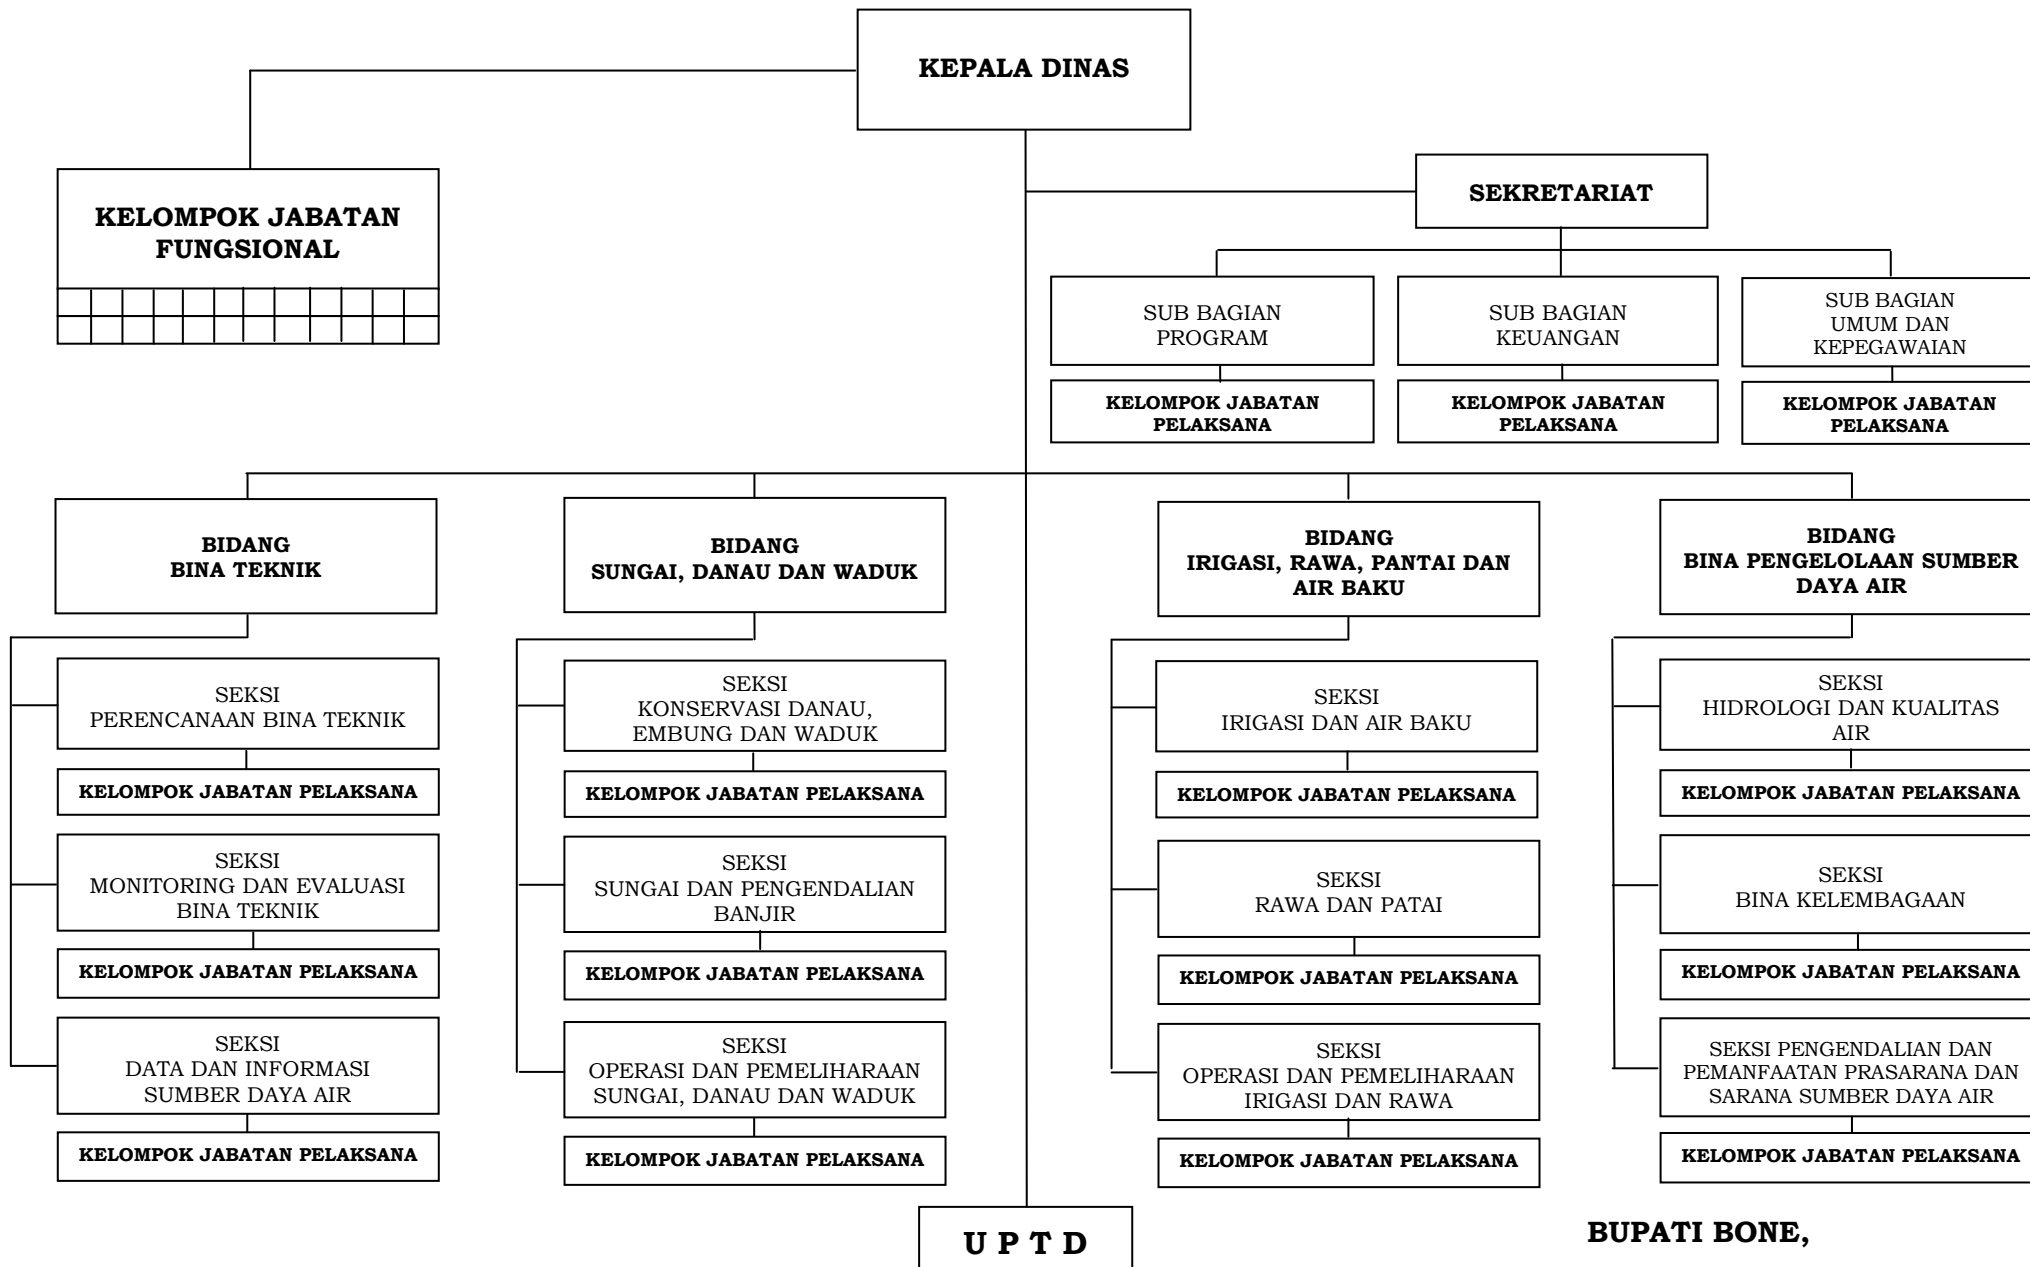 KEPALA DINAS
SEKRETARIAT
KELOMPOK JABATAN
FUNGSIONAL
SUB BAGIAN
PROGRAM
SUB BAGIAN
KEUANGAN
SUB BAGIAN
UMUM DAN
KEPEGAWAIAN
KELOMPOK JABATAN
PELAKSANA
KELOMPOK JABATAN
PELAKSANA
KELOMPOK JABATAN
PELAKSANA
BIDANG
BINA TEKNIK
BIDANG
SUNGAI, DANAU DAN WADUK
BIDANG
IRIGASI, RAWA, PANTAI DAN
AIR BAKU
BIDANG
BINA PENGELOLAAN SUMBER
DAYA AIR
SEKSI
PERENCANAAN BINA TEKNIK
SEKSI
KONSERVASI DANAU,
EMBUNG DAN WADUK
SEKSI
IRIGASI DAN AIR BAKU
SEKSI
HIDROLOGI DAN KUALITAS
AIR
KELOMPOK JABATAN PELAKSANA
KELOMPOK JABATAN PELAKSANA
KELOMPOK JABATAN PELAKSANA
KELOMPOK JABATAN PELAKSANA
SEKSI
MONITORING DAN EVALUASI
BINA TEKNIK
SEKSI
SUNGAI DAN PENGENDALIAN
BANJIR
SEKSI
RAWA DAN PATAI
SEKSI
BINA KELEMBAGAAN
KELOMPOK JABATAN PELAKSANA
KELOMPOK JABATAN PELAKSANA
KELOMPOK JABATAN PELAKSANA
KELOMPOK JABATAN PELAKSANA
SEKSI
DATA DAN INFORMASI
SUMBER DAYA AIR
SEKSI
OPERASI DAN PEMELIHARAAN
SUNGAI, DANAU DAN WADUK
SEKSI
OPERASI DAN PEMELIHARAAN
IRIGASI DAN RAWA
SEKSI PENGENDALIAN DAN
PEMANFAATAN PRASARANA DAN
SARANA SUMBER DAYA AIR
KELOMPOK JABATAN PELAKSANA
KELOMPOK JABATAN PELAKSANA
KELOMPOK JABATAN PELAKSANA
KELOMPOK JABATAN PELAKSANA
U P T D
BUPATI BONE,